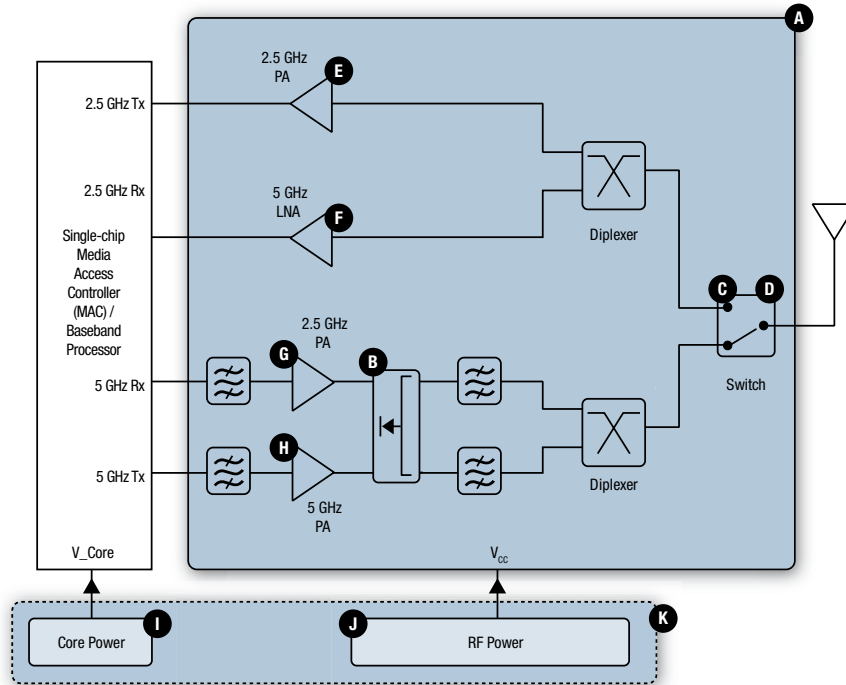 A
2.5 GHz
PA
E
2.5 GHz Tx
2.5 GHz Rx
5 GHz
LNA
F
Diplexer
Single-chip
Media
Access
Controller
(MAC) /
Baseband
Processor
C
D
Switch
2.5 GHz
PA
G
B
5 GHz Rx
H
5 GHz Tx
5 GHz
PA
Diplexer
V_Core
Vcc
Core Power
I
J
RF Power
K